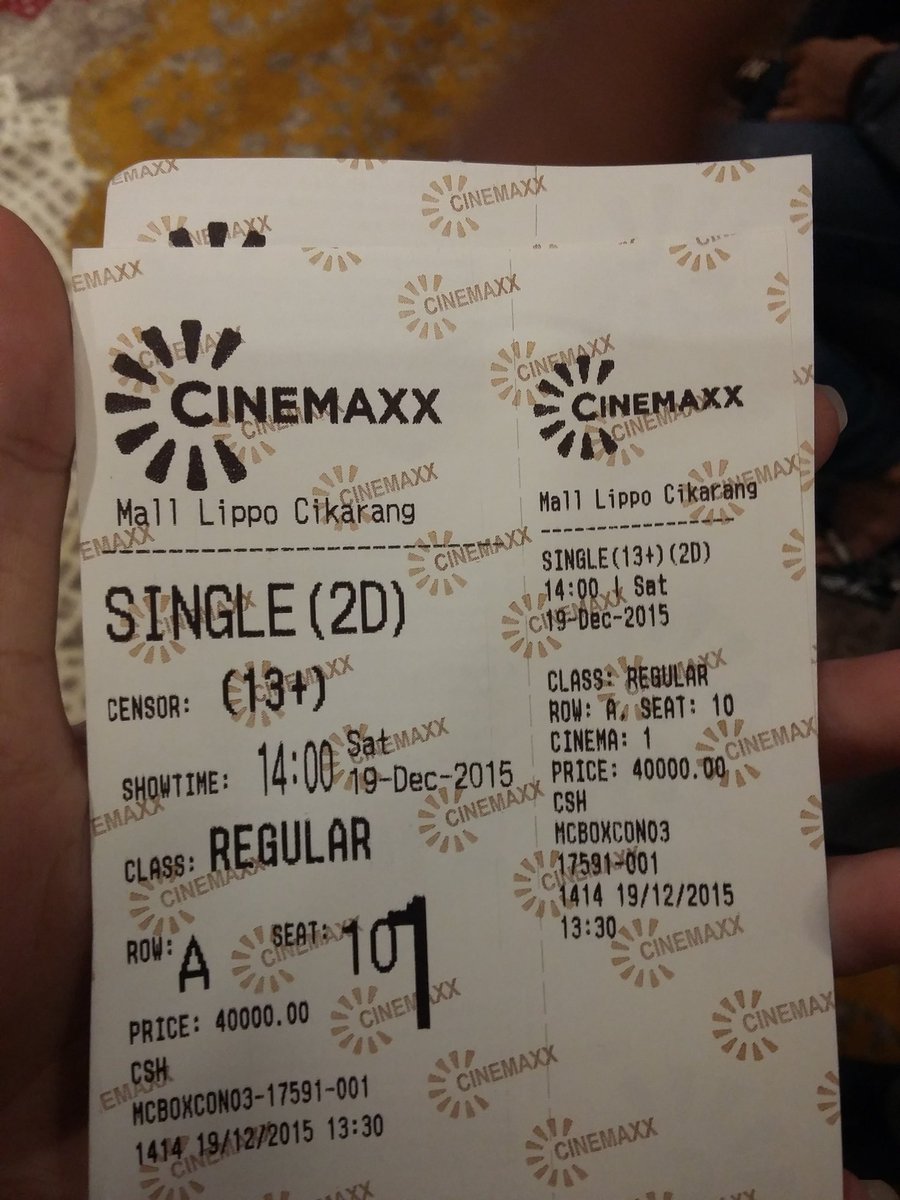 CINEMAXX
Mall Lippo Cikarang
SINGLE(2D)
CENSOR: (13+)
SHOWTIME: 14:00 Sat
19-Dec-2015
CLASS: REGULAR
ROW: A SEAT: 10 1
PRICE: 40000.00
CSH
MCBOXCON03-17591-001
1414 19/12/2015 13:30
CINEMAXX
Mall Lippo Cikarang
SINGLE(13+)(2D)
14:00 | Sat
19-Dec-2015
CLASS: REGULAR
ROW: A, SEAT: 10
CINEMA: 1
PRICE: 40000.00
CSH
MCBOXCON03
17591-001
1414 19/12/2015
13:30